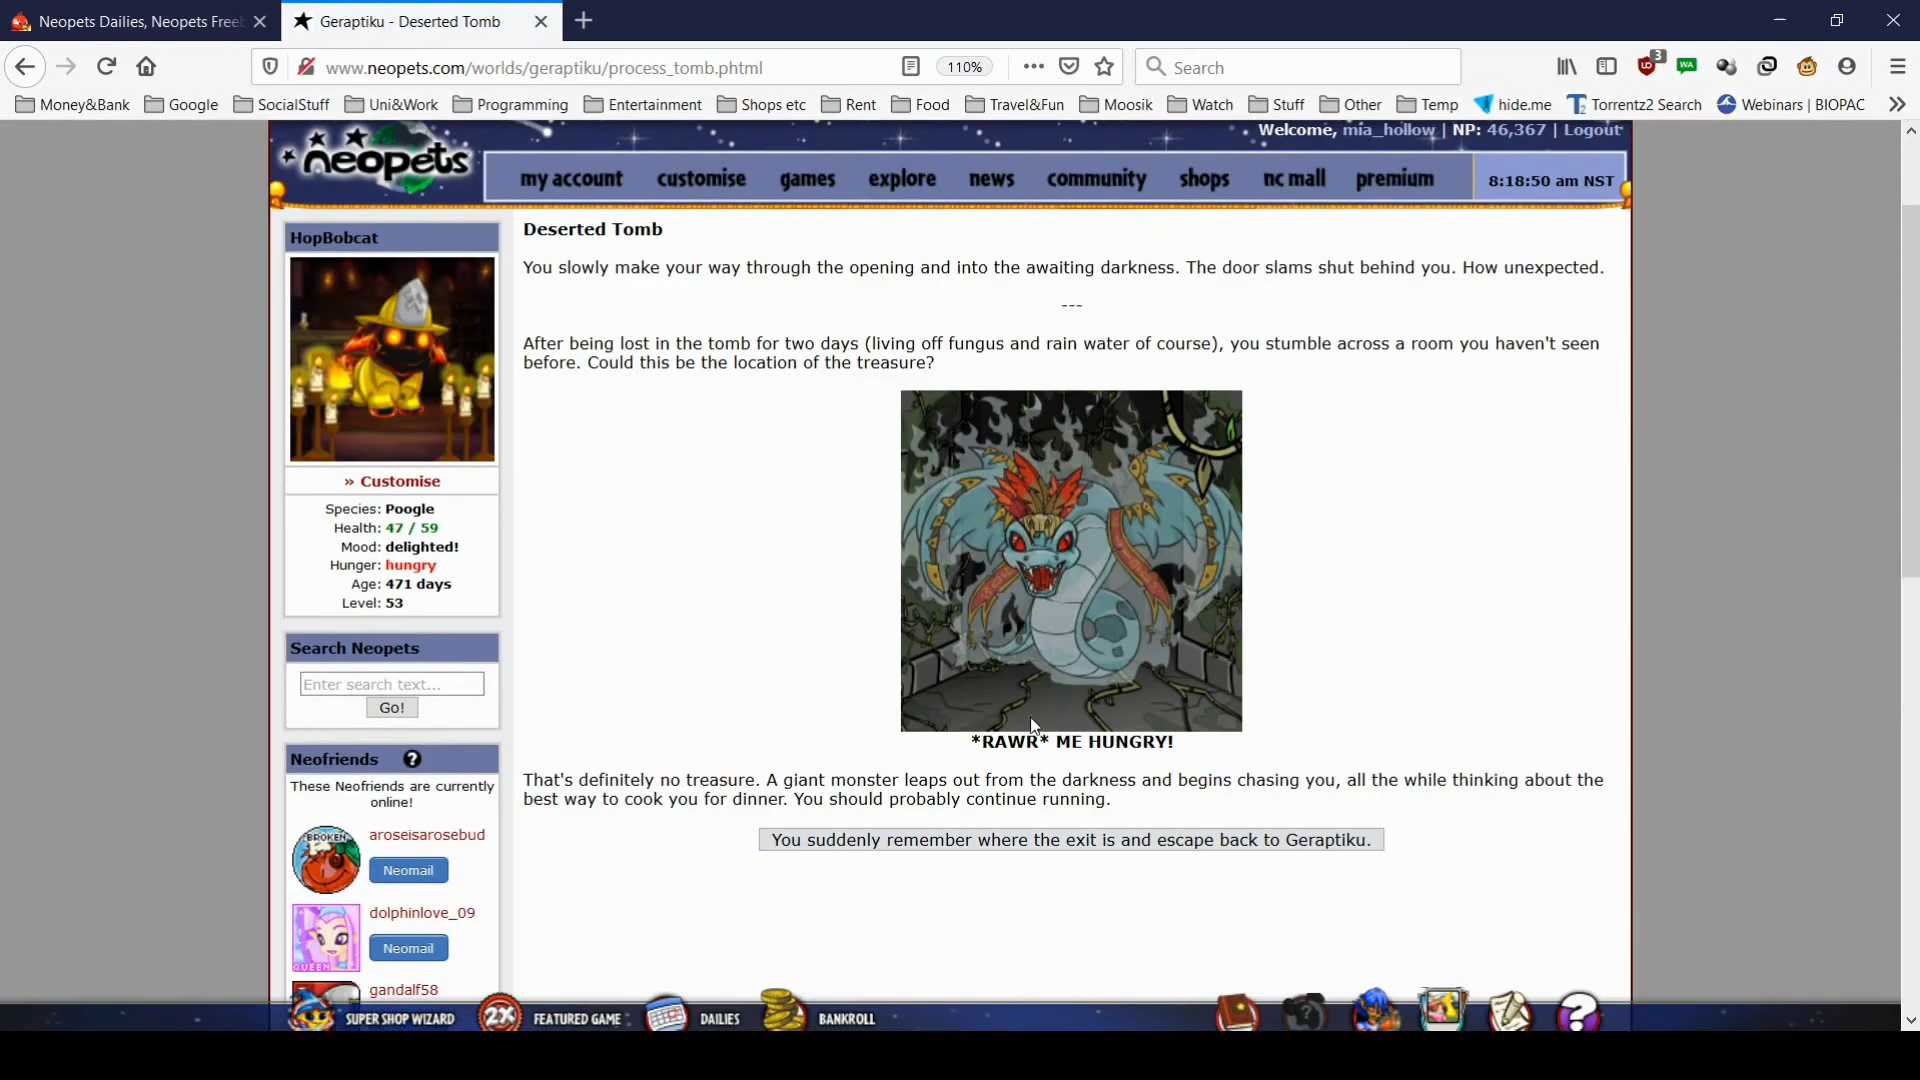 Neopets Dailies, Neopets Freeb
Geraptiku - Deserted Tomb
www.neopets.com/worlds/geraptiku/process_tomb.phtml
110%
Search
3
Money&Bank
Google
SocialStuff
Uni&Work
Programming
Entertainment
Shops etc
Rent
Food
Travel&Fun
Moosik
Watch
Stuff
Other
Temp
hide.me
Torrentz2 Search
Webinars | BIOPAC
neopets
Welcome, mia_hollow | NP: 46,367 | Logout
my account
customise
games
explore
news
community
shops
nc mall
premium
8:18:50 am NST
HopBobcat
» Customise
Species: Poogle
Health: 47 / 59
Mood: delighted!
Hunger: hungry
Age: 471 days
Level: 53
Search Neopets
Enter search text...
Go!
Neofriends
?
These Neofriends are currently
online!
BROKEN
aroseisarosebud
Neomail
dolphinlove_09
Neomail
QUEEN
gandalf58
Deserted Tomb
You slowly make your way through the opening and into the awaiting darkness. The door slams shut behind you. How unexpected.
---
After being lost in the tomb for two days (living off fungus and rain water of course), you stumble across a room you haven't seen
before. Could this be the location of the treasure?
*RAWR* ME HUNGRY!
That's definitely no treasure. A giant monster leaps out from the darkness and begins chasing you, all the while thinking about the
best way to cook you for dinner. You should probably continue running.
You suddenly remember where the exit is and escape back to Geraptiku.
SUPER SHOP WIZARD
2X
FEATURED GAME
DAILIES
BANKROLL
?